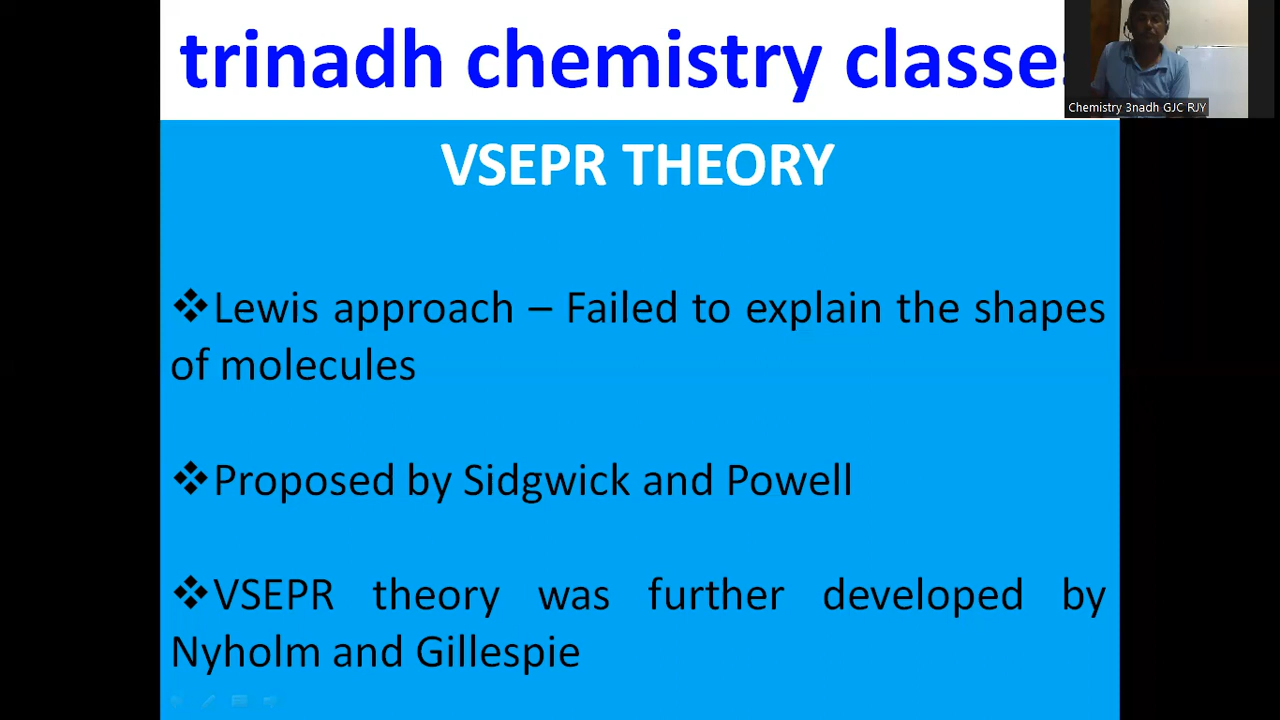 trinadh chemistry classes
Chemistry 3nadh GJC RJY
VSEPR THEORY
❖Lewis approach – Failed to explain the shapes
of molecules
❖Proposed by Sidgwick and Powell
❖VSEPR theory was further developed by
Nyholm and Gillespie